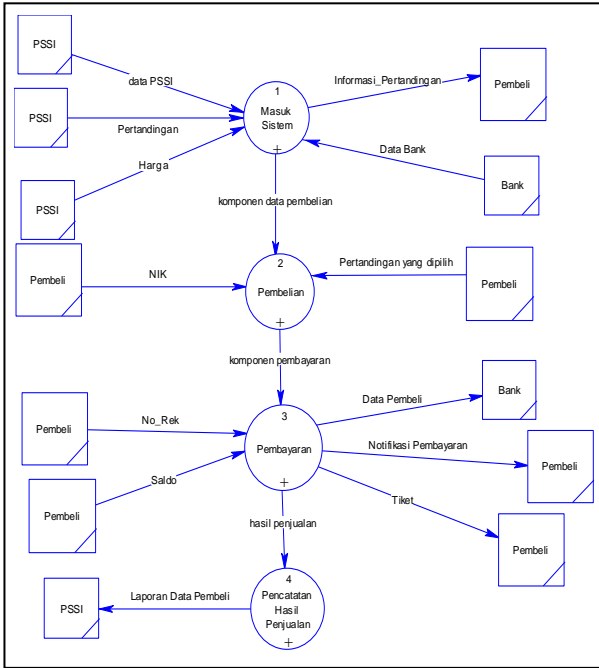 PSSI
data PSSI
PSSI
Pertandingan
Harga
PSSI
1
Masuk
Sistem
+
Informasi_Pertandingan
Pembeli
Data Bank
Bank
komponen data pembelian
Pembeli
NIK
2
Pembelian
+
Pertandingan yang dipilih
Pembeli
komponen pembayaran
Pembeli
No_Rek
Saldo
Pembeli
3
Pembayaran
+
Data Pembeli
Bank
Notifikasi Pembayaran
Pembeli
Tiket
Pembeli
hasil penjualan
PSSI
Laporan Data Pembeli
4
Pencatatan
Hasil
Penjualan
+